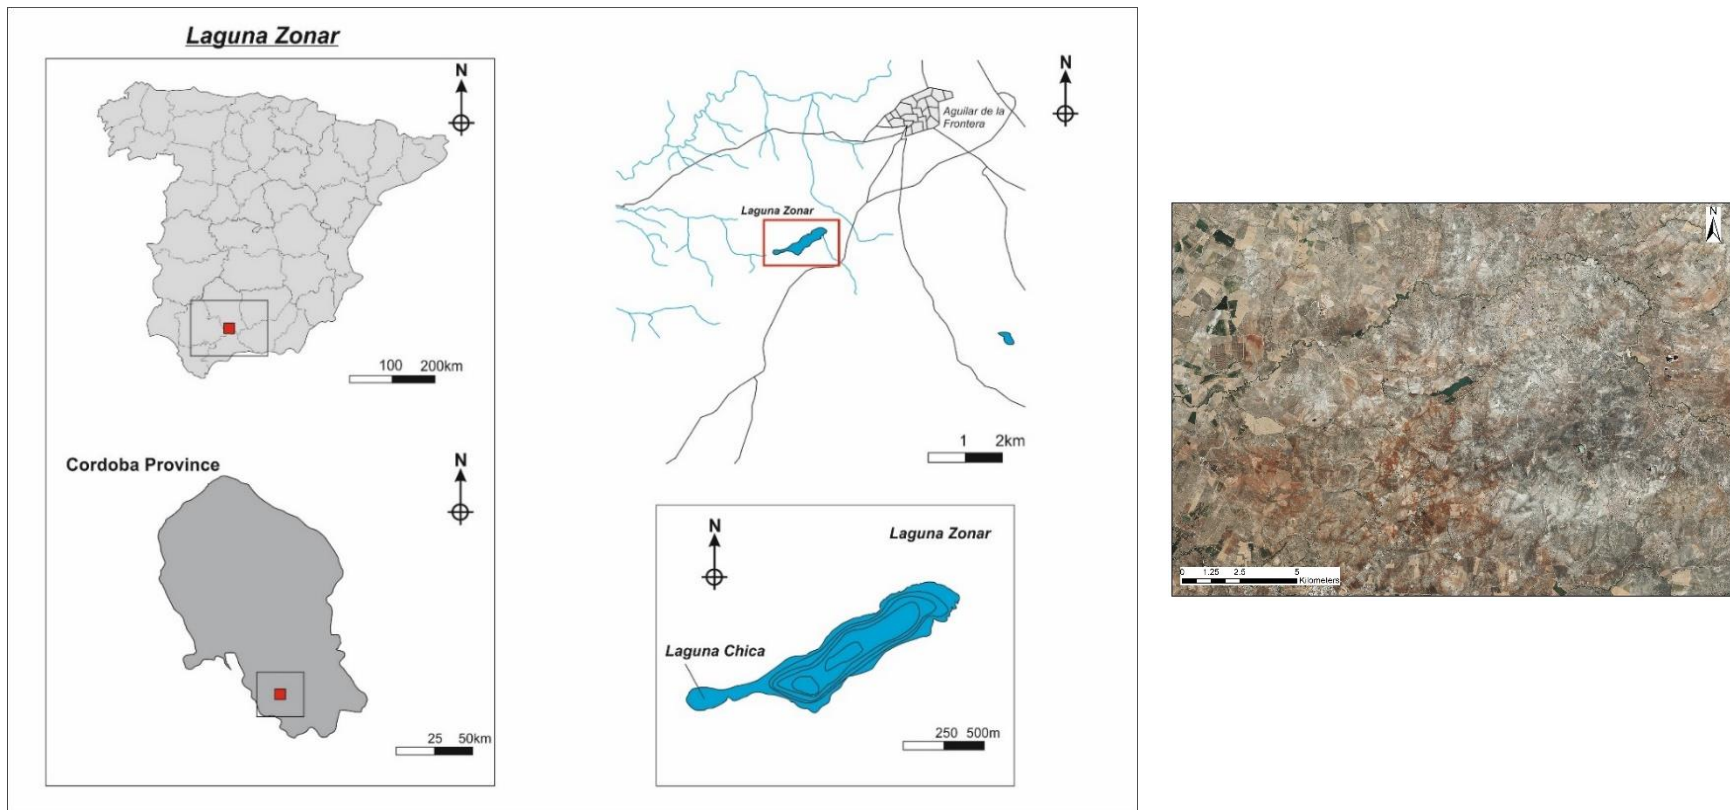 Laguna Zonar
N
100 200km
Cordoba Province
N
25 50km
N
Aguilar de la
Frontera
Laguna Zonar
1 2km
N
Laguna Zonar
Laguna Chica
250 500m
N
0 1.25 2.5 5
Kilometers